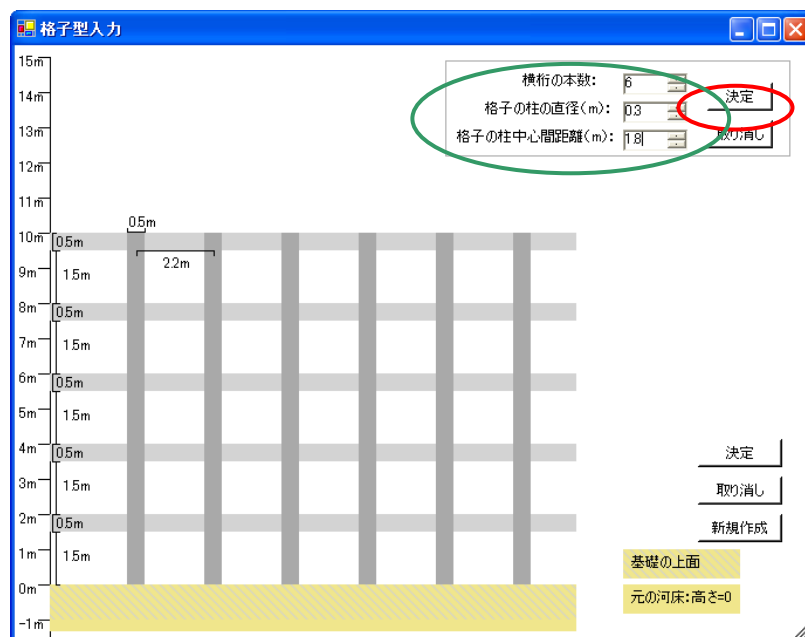 格子型入力
横桁の本数: 6
格子の柱の直径(m): 0.3
格子の柱中心間距離(m): 1.8
決定
取り消し
15m
14m
13m
12m
11m
10m
9m
8m
7m
6m
5m
4m
3m
2m
1m
0m
-1m
0.5m
2.2m
0.5m
1.5m
0.5m
1.5m
0.5m
1.5m
0.5m
1.5m
0.5m
1.5m
決定
取り消し
新規作成
基礎の上面
元の河床:高さ=0